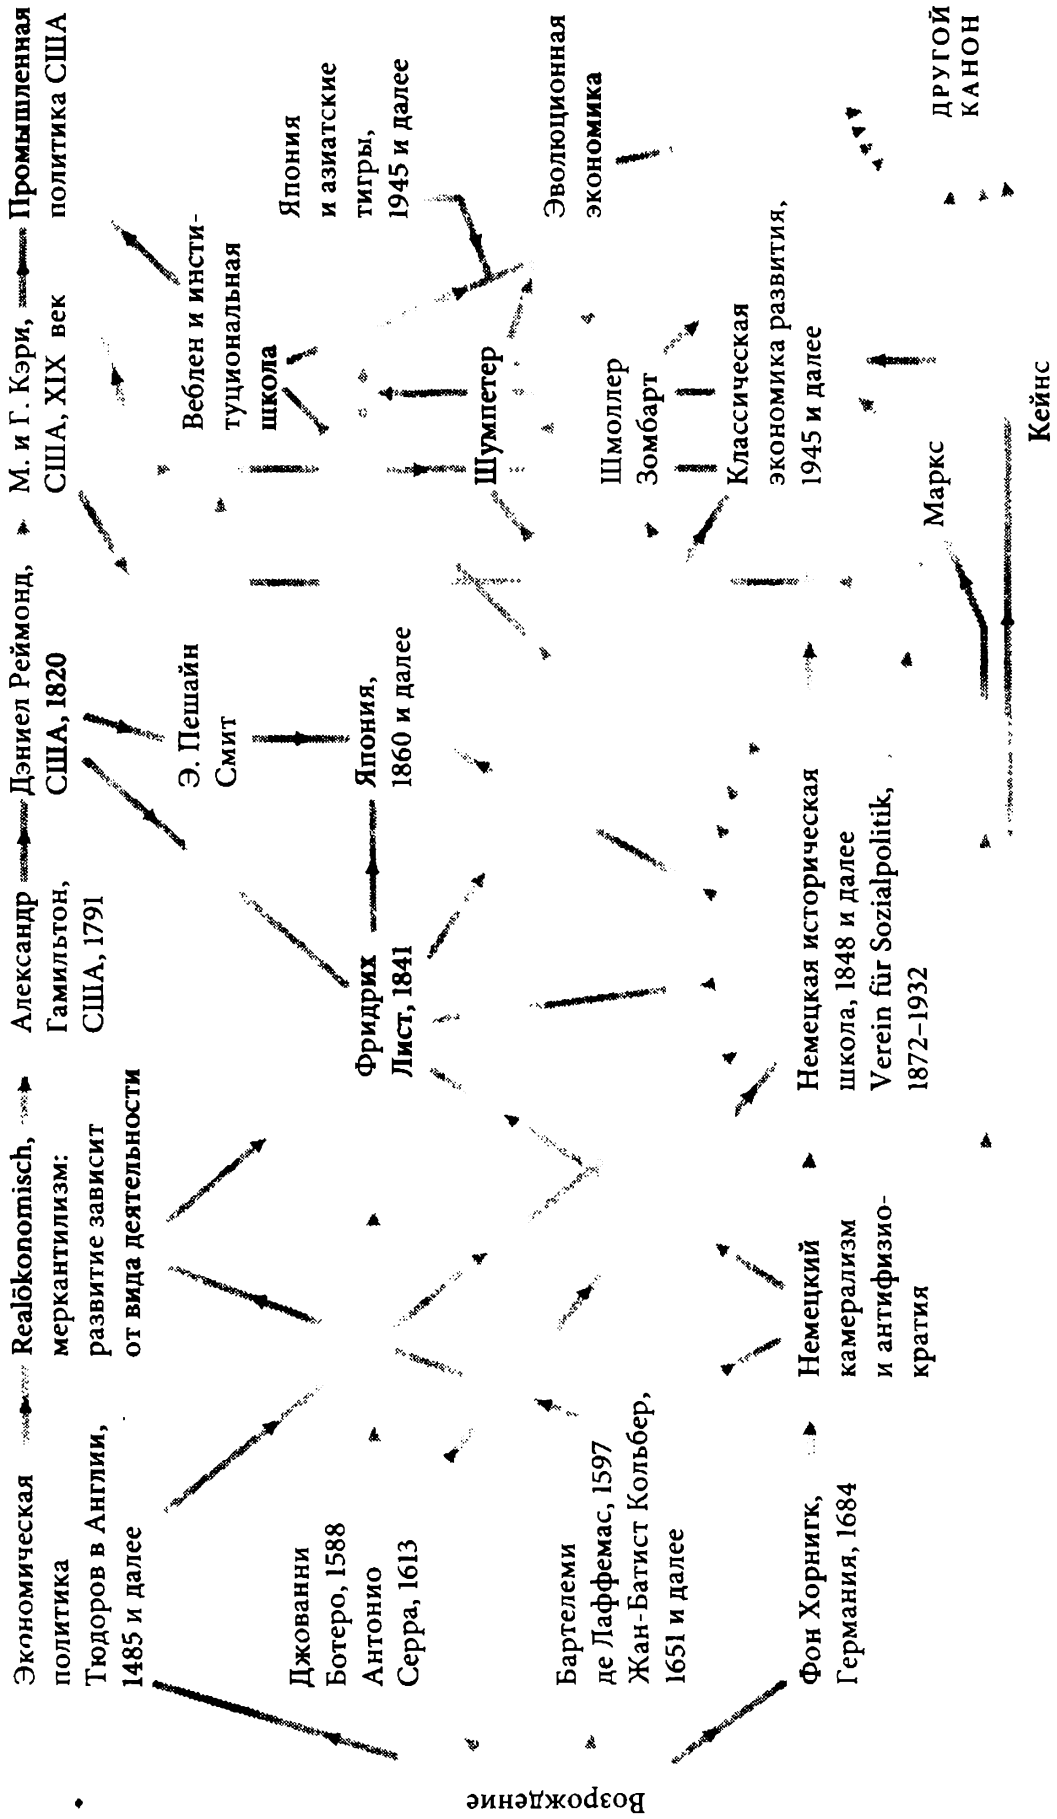 Возрождение
Экономическая
политика
Тюдоров в Англии,
1485 и далее
Джованни
Ботеро, 1588
Антонио
Серра, 1613
Бартелеми
де Лаффемас, 1597
Жан-Батист Кольбер,
1651 и далее
Фон Хорнигк,
Германия, 1684
Realökonomisch,
меркантилизм:
развитие зависит
от вида деятельности
Немецкий
камерализм
и антифизио-
кратия
Александр
Гамильтон,
США, 1791
Фридрих
Лист, 1841
Немецкая историческая
школа, 1848 и далее
Verein für Sozialpolitik,
1872–1932
Дэниел Реймонд,
США, 1820
Э. Пешайн
Смит
Япония,
1860 и далее
М. и Г. Кэри,
США, XIX век
Веблен и инсти-
туциональная
школа
Шумпетер
Шмоллер
Зомбарт
Классическая
экономика развития,
1945 и далее
Маркс
Кейнс
Промышленная
политика США
Япония
и азиатские
тигры,
1945 и далее
Эволюционная
экономика
ДРУГОЙ
КАНОН